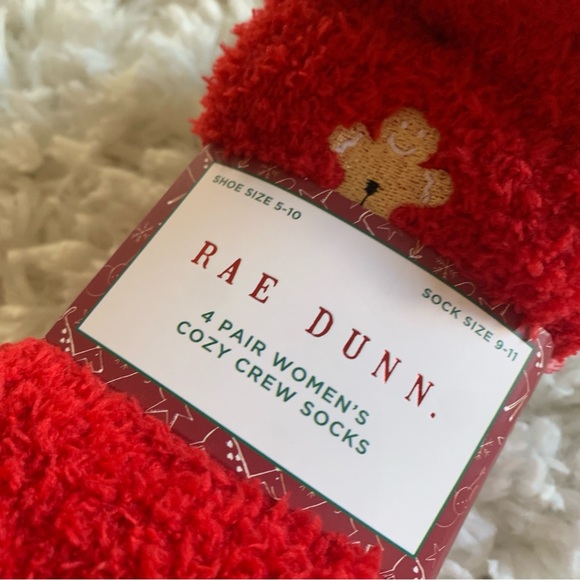 SHOE SIZE 5-10
SOCK SIZE 9-11
RAE DUNN.
4 PAIR WOMEN'S
COZY CREW SOCKS